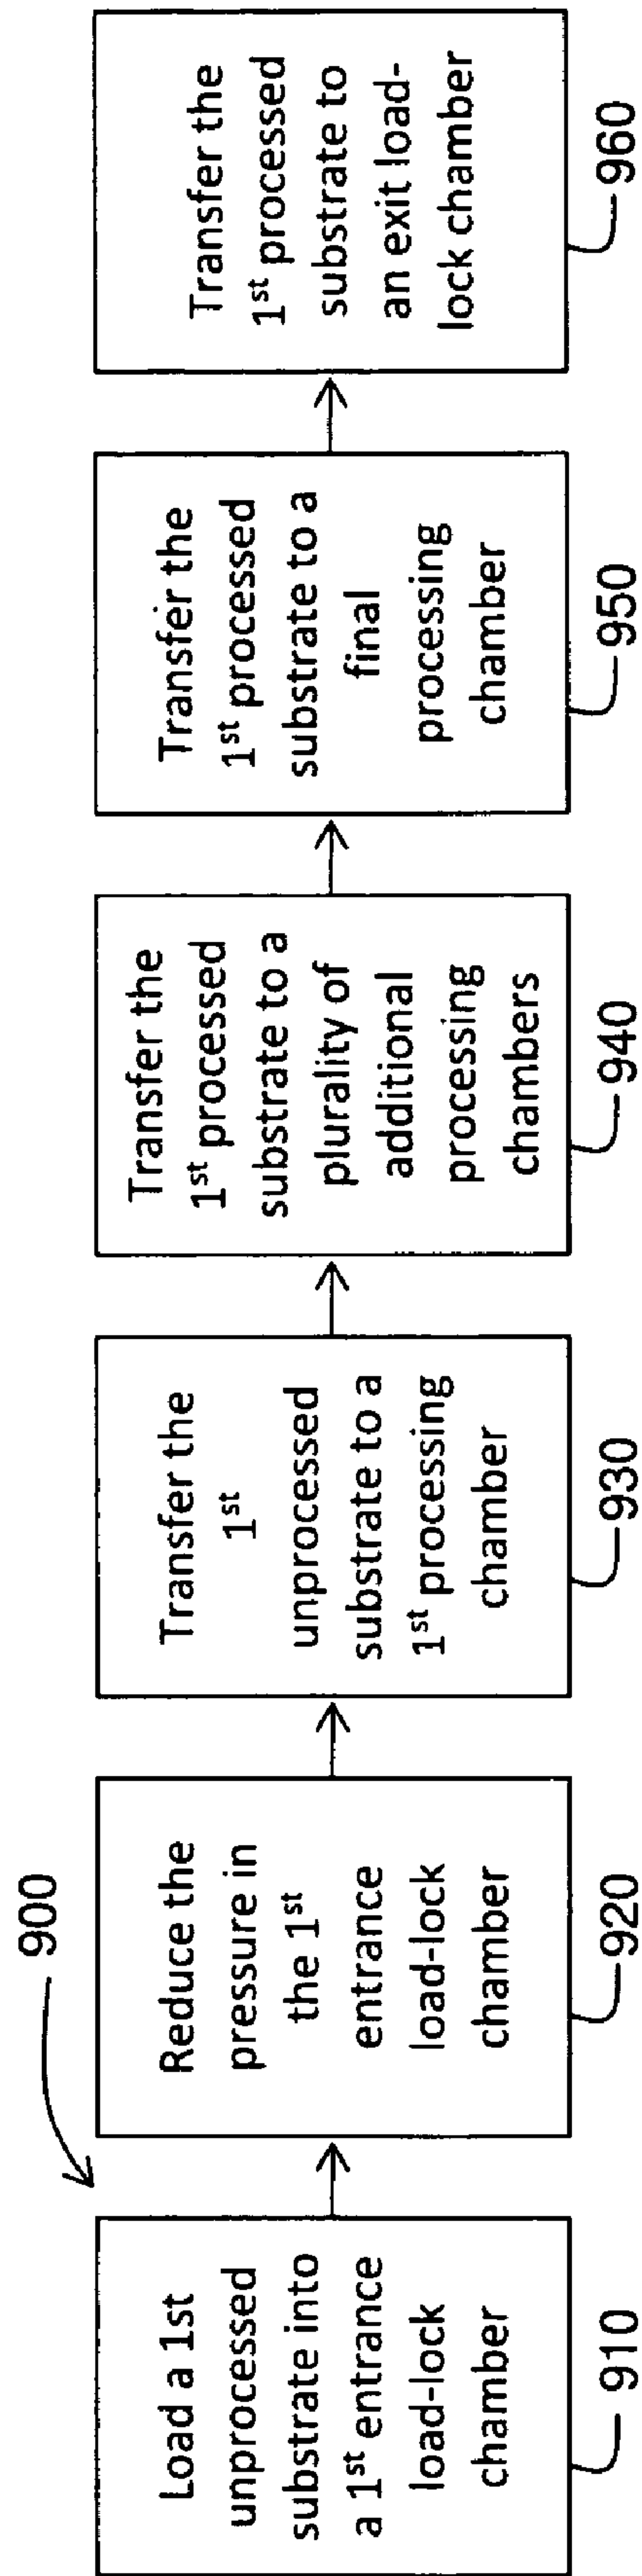 900
Load a 1st
unprocessed
substrate into
a 1st entrance
load-lock
chamber
910
Reduce the
pressure in
the 1st
entrance
load-lock
chamber
920
Transfer the
1st
unprocessed
substrate to a
1st processing
chamber
930
Transfer the
1st processed
substrate to a
plurality of
additional
processing
chambers
940
Transfer the
1st processed
substrate to a
final
processing
chamber
950
Transfer the
1st processed
substrate to
an exit load-
lock chamber
960